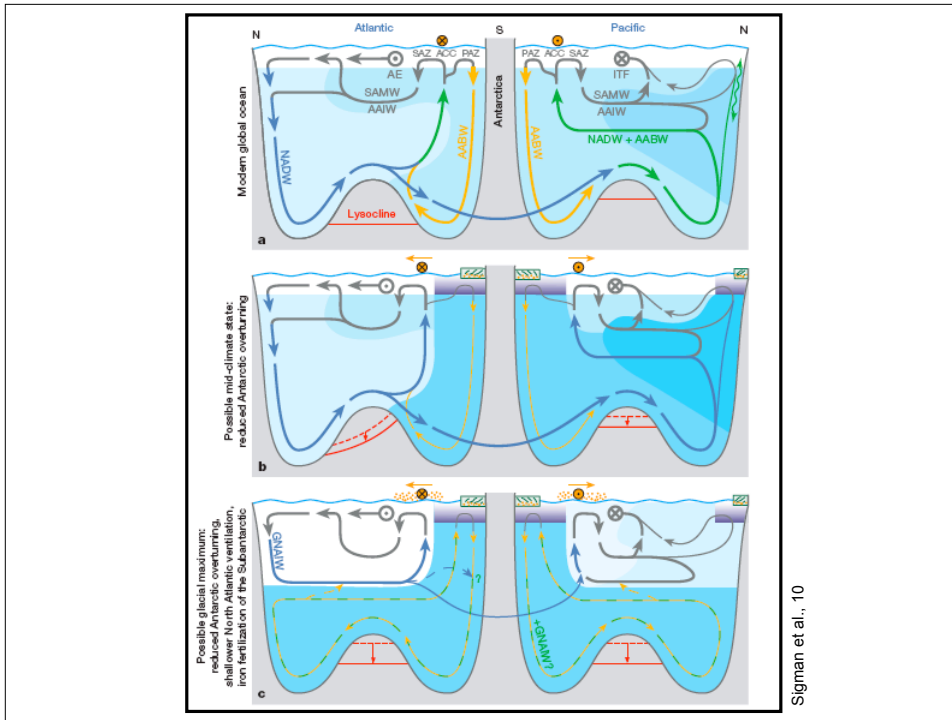 Atlantic
S
Pacific
N
N
SAZ ACC PAZ
PAZ ACC SAZ
AE
ITF
SAMW
AAIW
SAMW
AAIW
NADW
AABW
Antarctica
AABW
NADW + AABW
Lysocline
Modern global ocean
a
Possible mid-climate state:
reduced Antarctic overturning
b
Possible glacial maximum:
reduced Antarctic overturning,
shallower North Atlantic ventilation,
iron fertilization of the Subantarctic
GNAIW
?
+GNAIW?
c
Sigman et al., 10